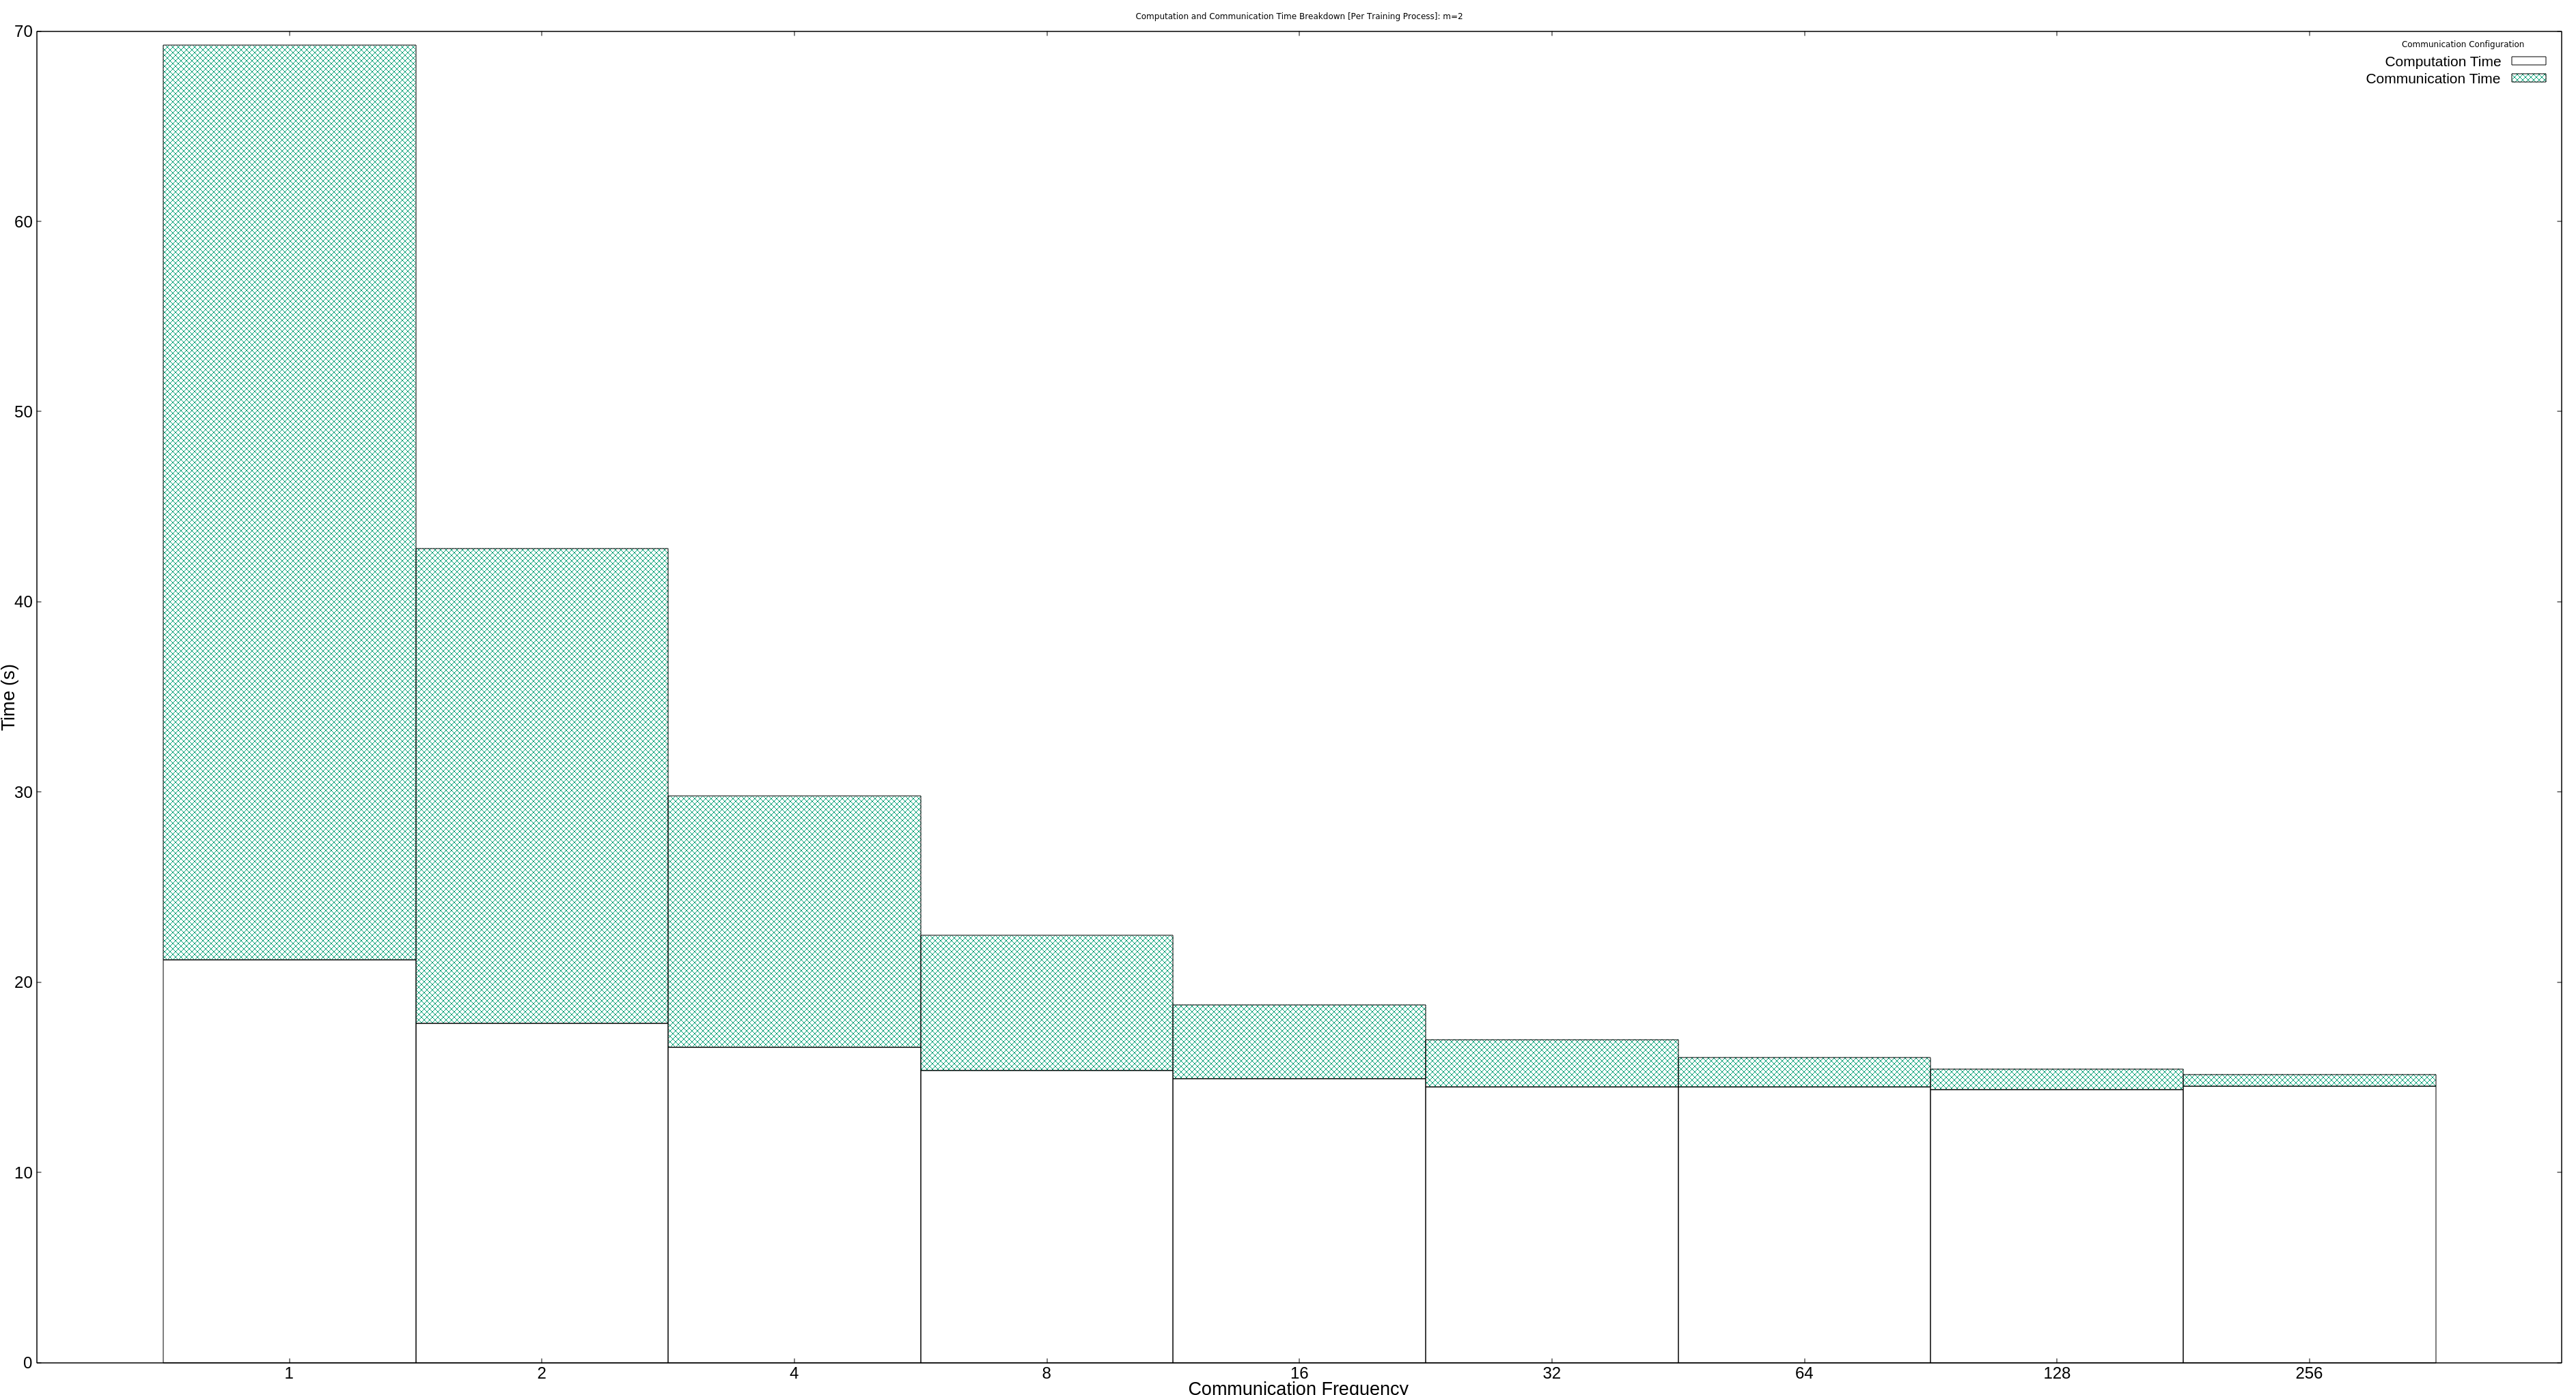 Computation and Communication Time Breakdown [Per Training Process]: m=2
Communication Configuration
Computation Time
Communication Time
70
60
50
40
30
20
10
0
Time (s)
1 2 4 8 16 32 64 128 256
Communication Frequency